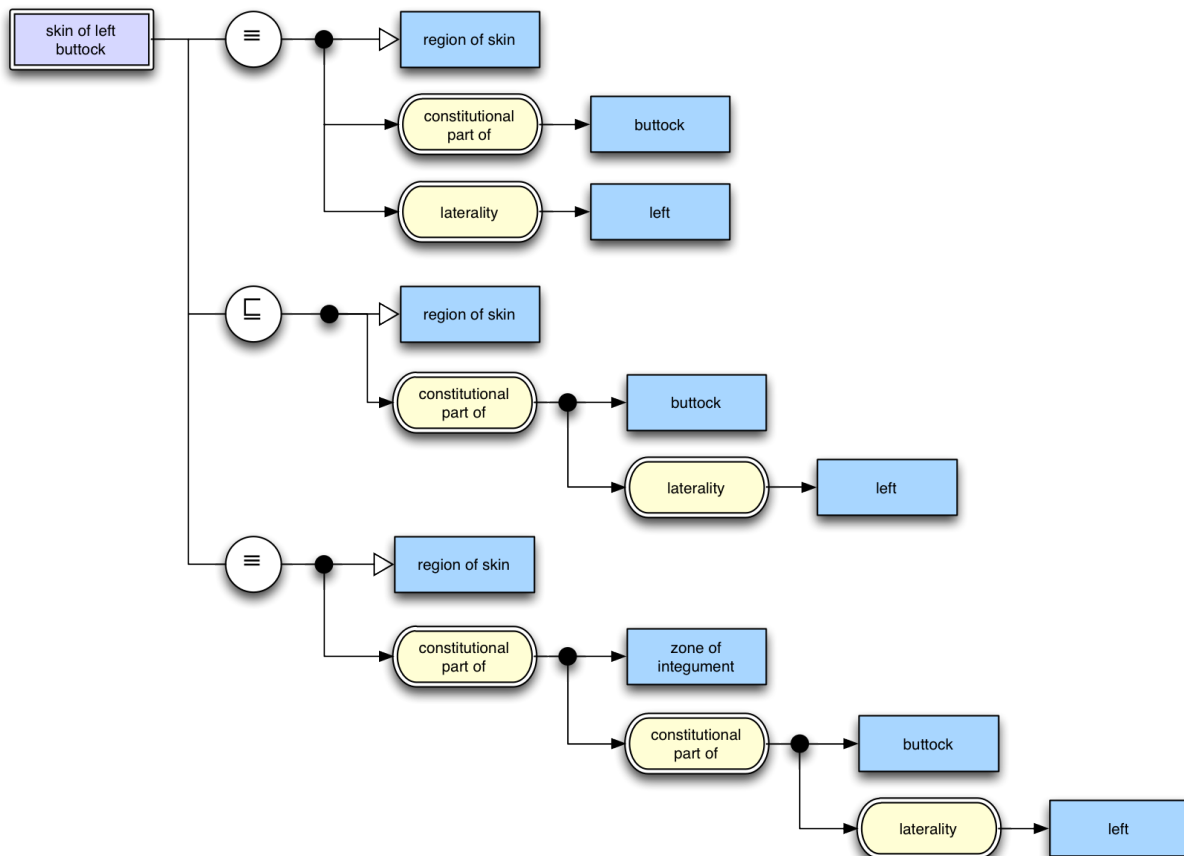 skin of left
buttock
≡
region of skin
constitutional
part of
buttock
laterality
left
⊑
region of skin
constitutional
part of
buttock
laterality
left
≡
region of skin
constitutional
part of
zone of
integument
constitutional
part of
buttock
laterality
left